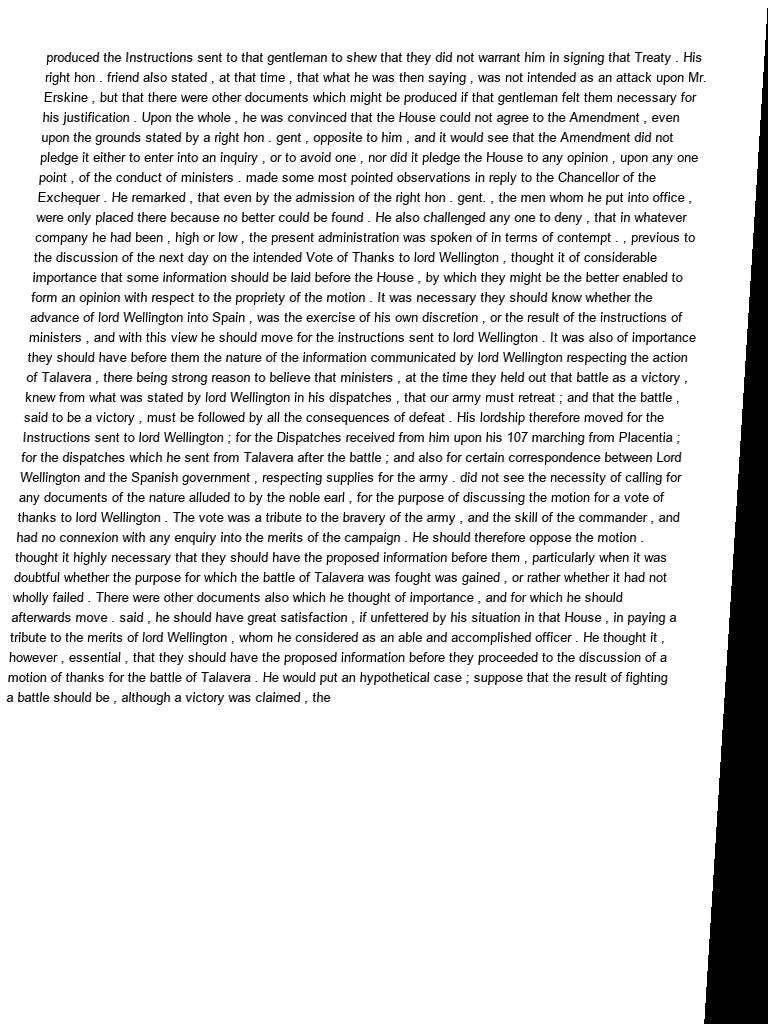 produced the Instructions sent to that gentleman to shew that they did not warrant him in signing that Treaty . His
right hon . friend also stated , at that time , that what he was then saying , was not intended as an attack upon Mr.
Erskine , but that there were other documents which might be produced if that gentleman felt them necessary for
his justification . Upon the whole , he was convinced that the House could not agree to the Amendment , even
upon the grounds stated by a right hon . gent , opposite to him , and it would see that the Amendment did not
pledge it either to enter into an inquiry , or to avoid one , nor did it pledge the House to any opinion , upon any one
point , of the conduct of ministers . made some most pointed observations in reply to the Chancellor of the
Exchequer . He remarked , that even by the admission of the right hon . gent. , the men whom he put into office ,
were only placed there because no better could be found . He also challenged any one to deny , that in whatever
company he had been , high or low , the present administration was spoken of in terms of contempt . , previous to
the discussion of the next day on the intended Vote of Thanks to lord Wellington , thought it of considerable
importance that some information should be laid before the House , by which they might be the better enabled to
form an opinion with respect to the propriety of the motion . It was necessary they should know whether the
advance of lord Wellington into Spain , was the exercise of his own discretion , or the result of the instructions of
ministers , and with this view he should move for the instructions sent to lord Wellington . It was also of importance
they should have before them the nature of the information communicated by lord Wellington respecting the action
of Talavera , there being strong reason to believe that ministers , at the time they held out that battle as a victory ,
knew from what was stated by lord Wellington in his dispatches , that our army must retreat ; and that the battle ,
said to be a victory , must be followed by all the consequences of defeat . His lordship therefore moved for the
Instructions sent to lord Wellington ; for the Dispatches received from him upon his 107 marching from Placentia ;
for the dispatches which he sent from Talavera after the battle ; and also for certain correspondence between Lord
Wellington and the Spanish government , respecting supplies for the army . did not see the necessity of calling for
any documents of the nature alluded to by the noble earl , for the purpose of discussing the motion for a vote of
thanks to lord Wellington . The vote was a tribute to the bravery of the army , and the skill of the commander , and
had no connexion with any enquiry into the merits of the campaign . He should therefore oppose the motion .
thought it highly necessary that they should have the proposed information before them , particularly when it was
doubtful whether the purpose for which the battle of Talavera was fought was gained , or rather whether it had not
wholly failed . There were other documents also which he thought of importance , and for which he should
afterwards move . said , he should have great satisfaction , if unfettered by his situation in that House , in paying a
tribute to the merits of lord Wellington , whom he considered as an able and accomplished officer . He thought it ,
however , essential , that they should have the proposed information before they proceeded to the discussion of a
motion of thanks for the battle of Talavera . He would put an hypothetical case ; suppose that the result of fighting
a battle should be , although a victory was claimed , the